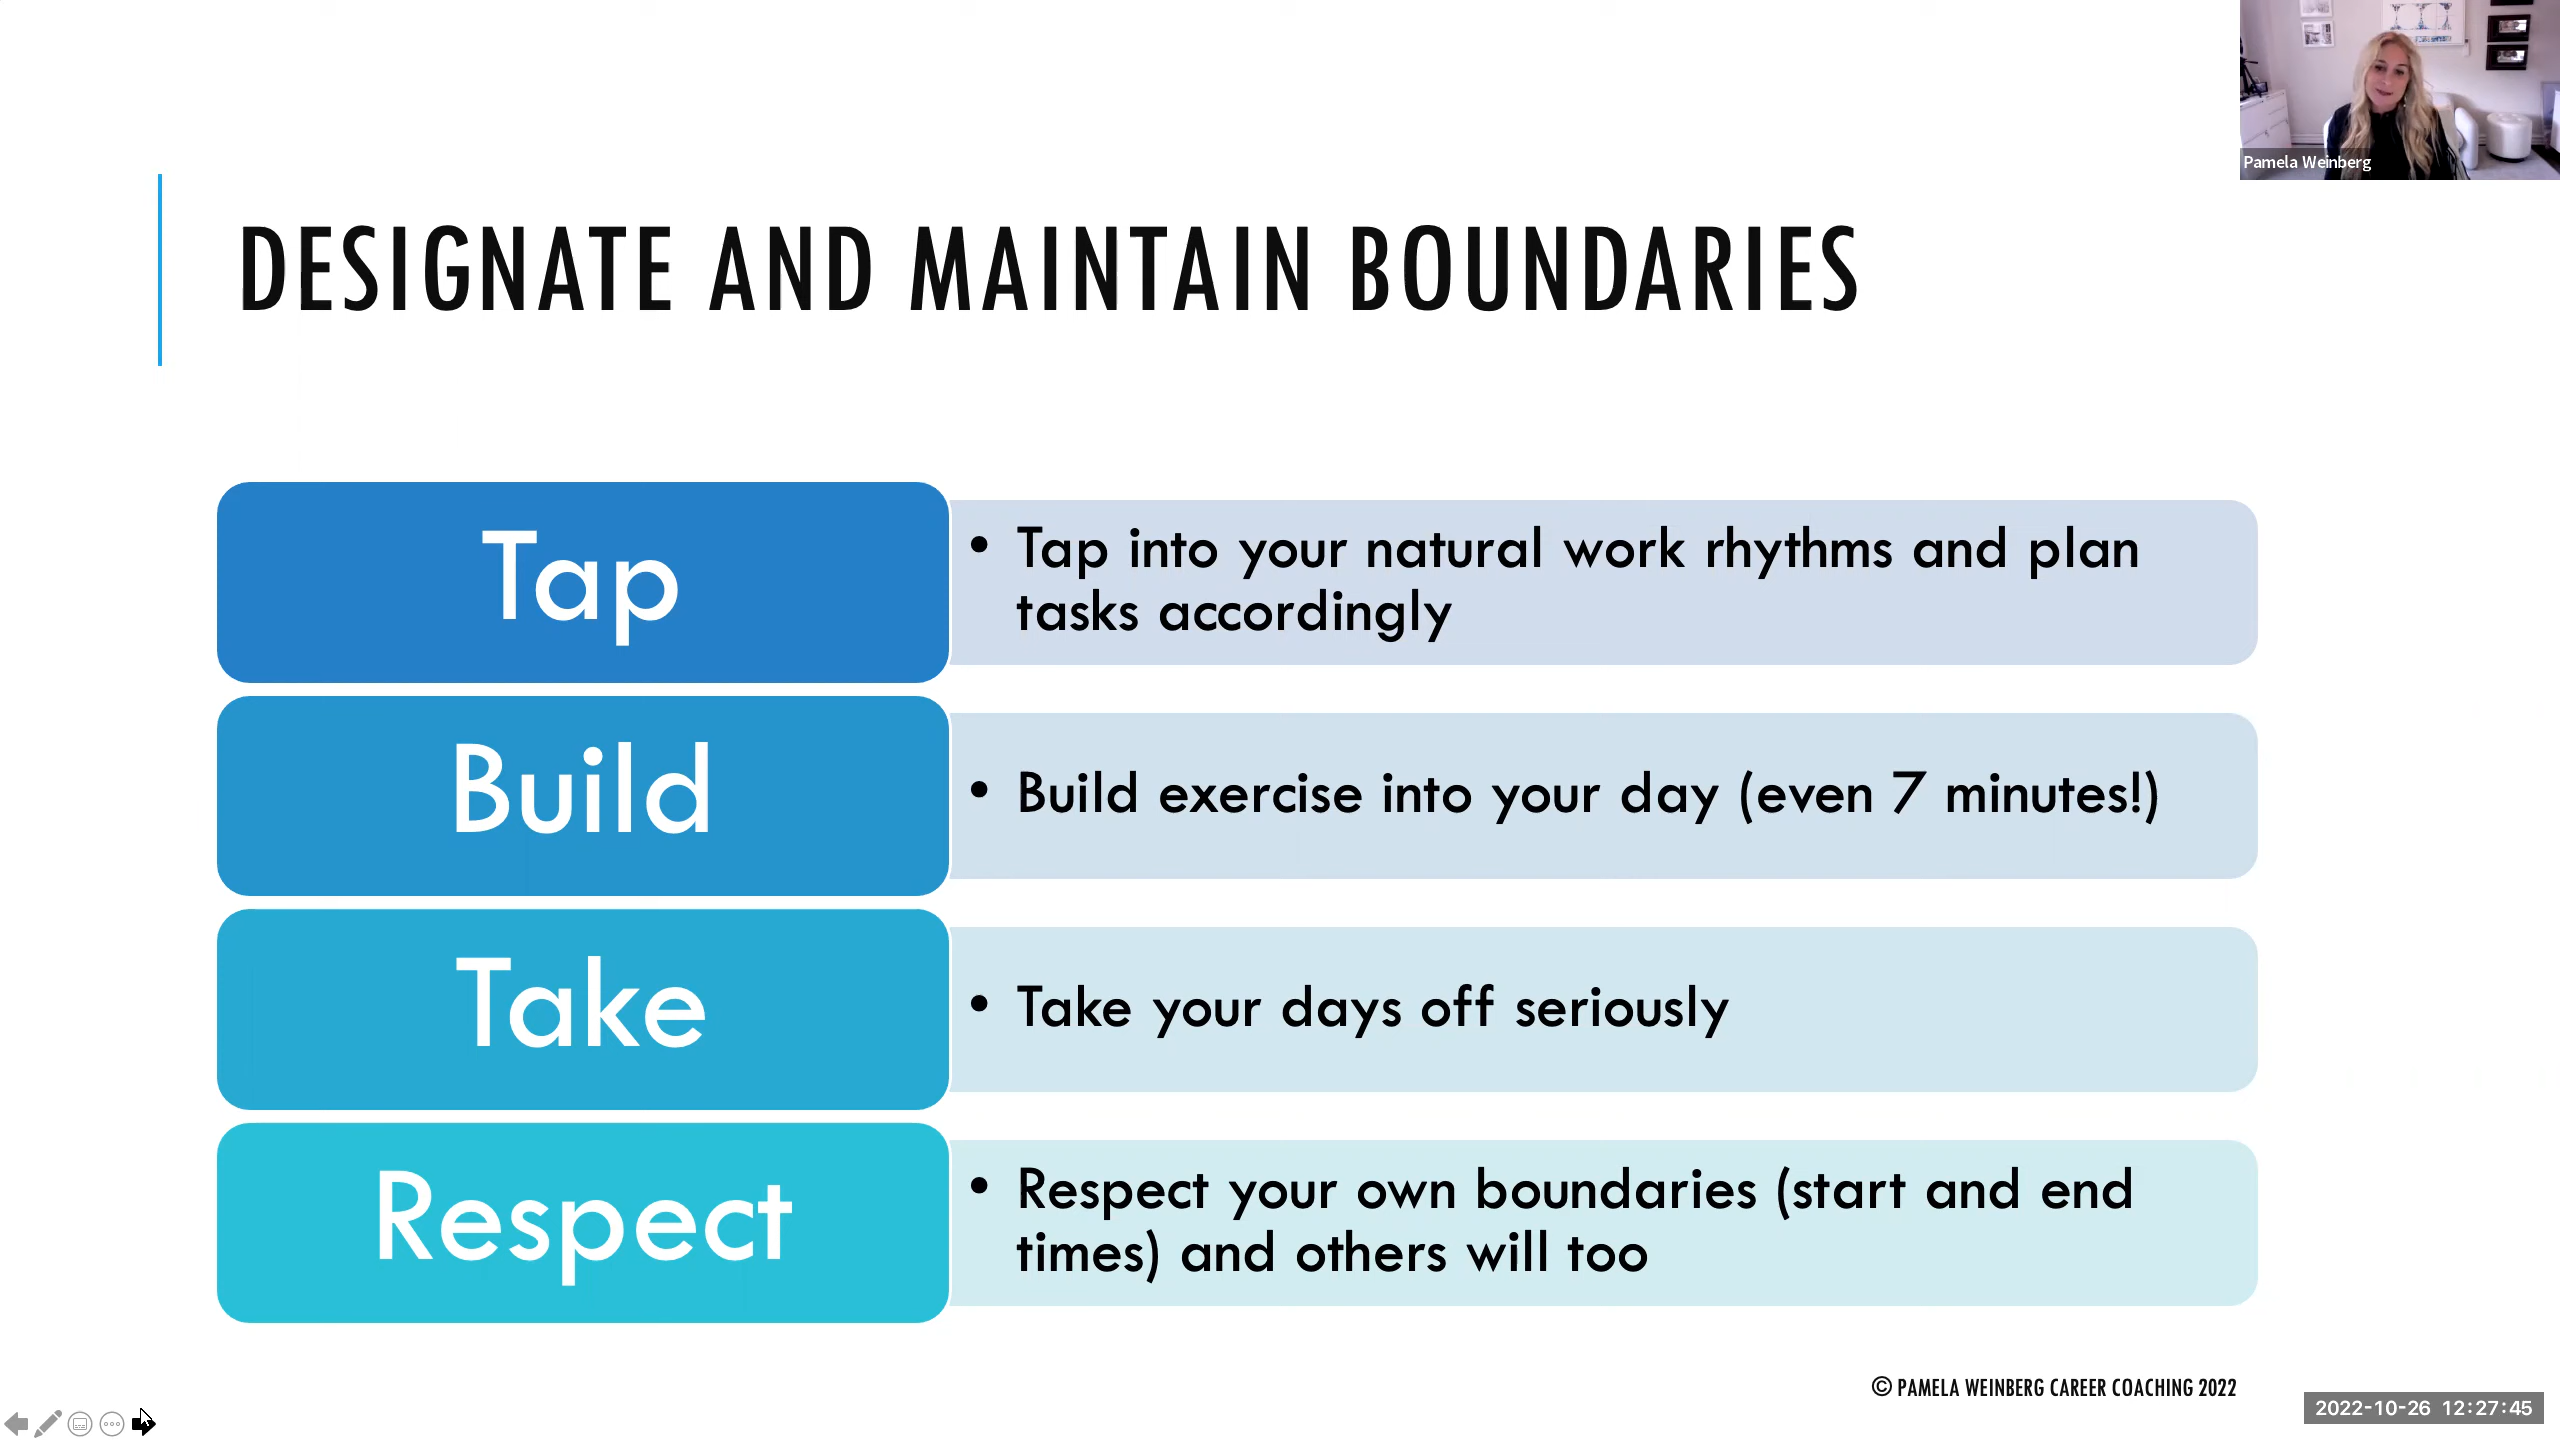 Pamela Weinberg
DESIGNATE AND MAINTAIN BOUNDARIES
Tap
• Tap into your natural work rhythms and plan
tasks accordingly
Build
• Build exercise into your day (even 7 minutes!)
Take
• Take your days off seriously
Respect
• Respect your own boundaries (start and end
times) and others will too
© PAMELA WEINBERG CAREER COACHING 2022
2022-10-26 12:27:45